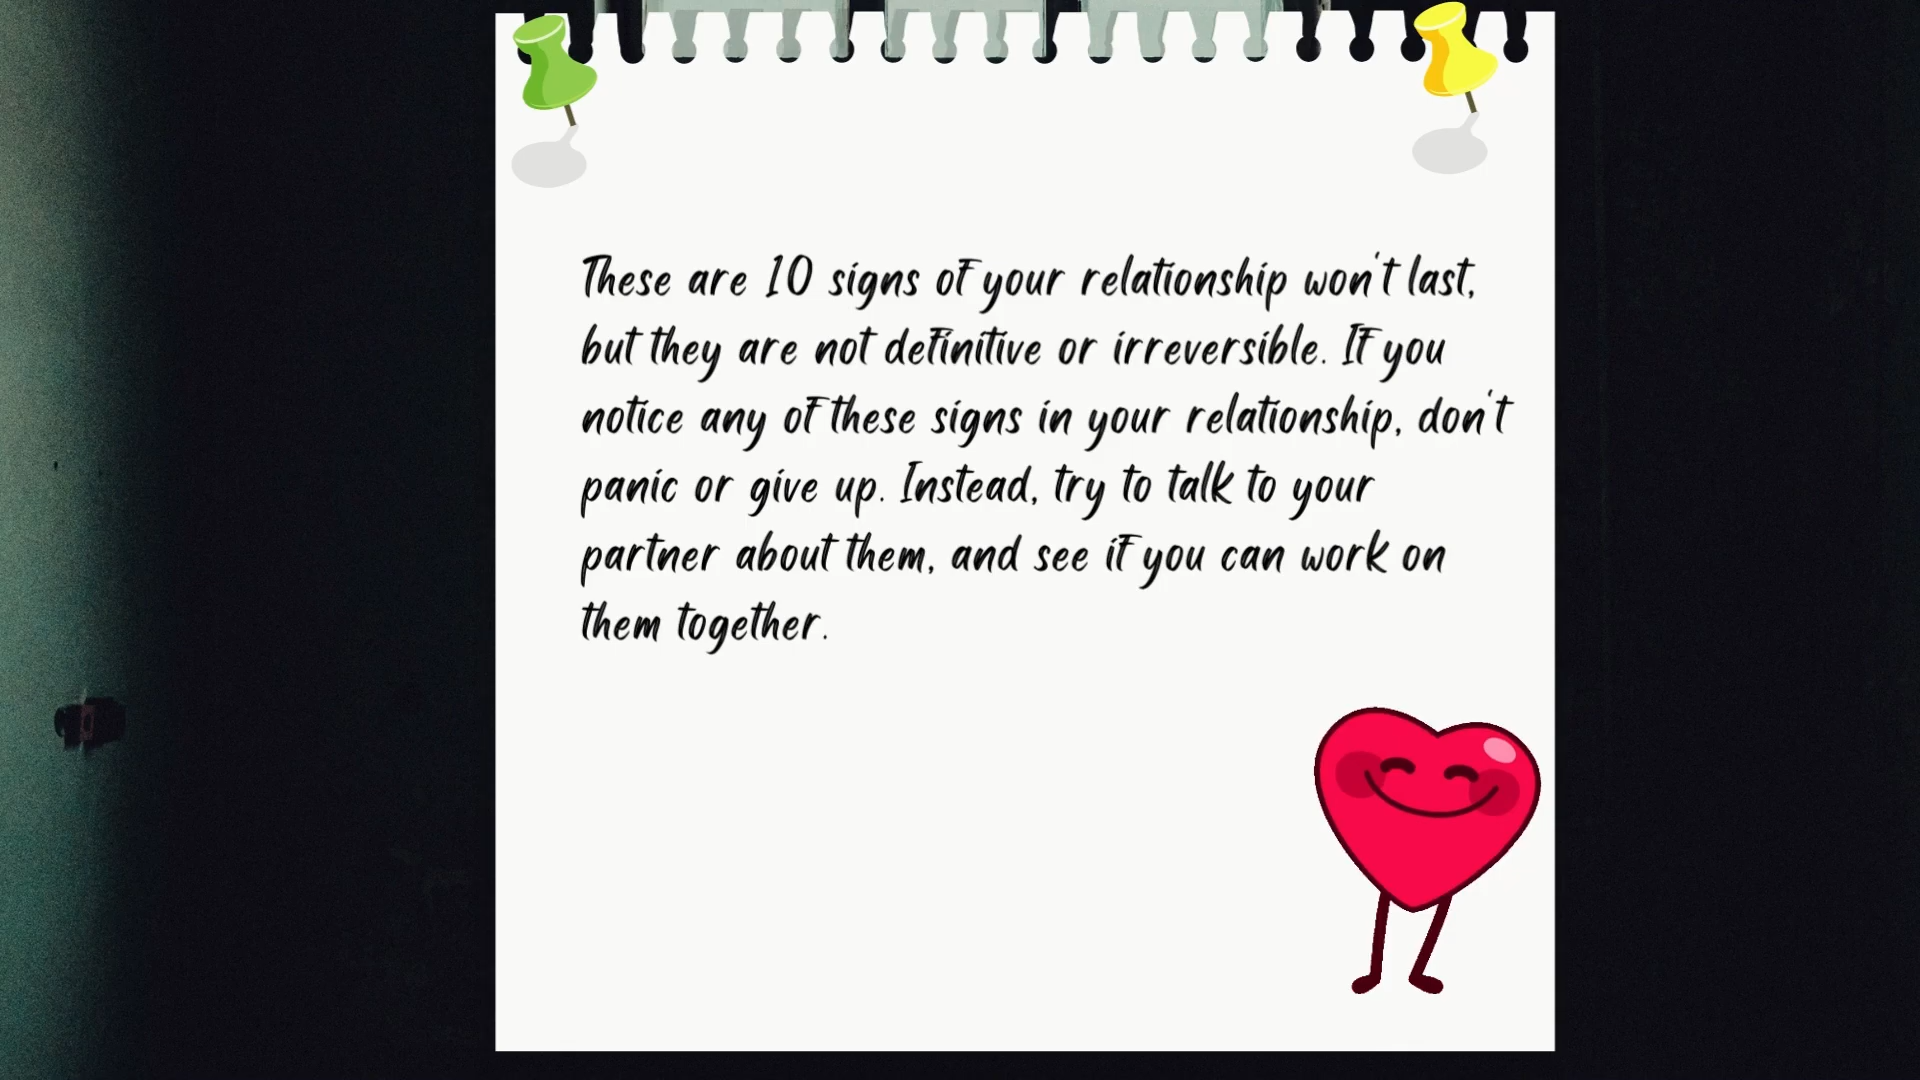 These are 10 signs of your relationship won't last,
but they are not definitive or irreversible. If you
notice any of these signs in your relationship, don't
panic or give up. Instead, try to talk to your
partner about them, and see if you can work on
them together.